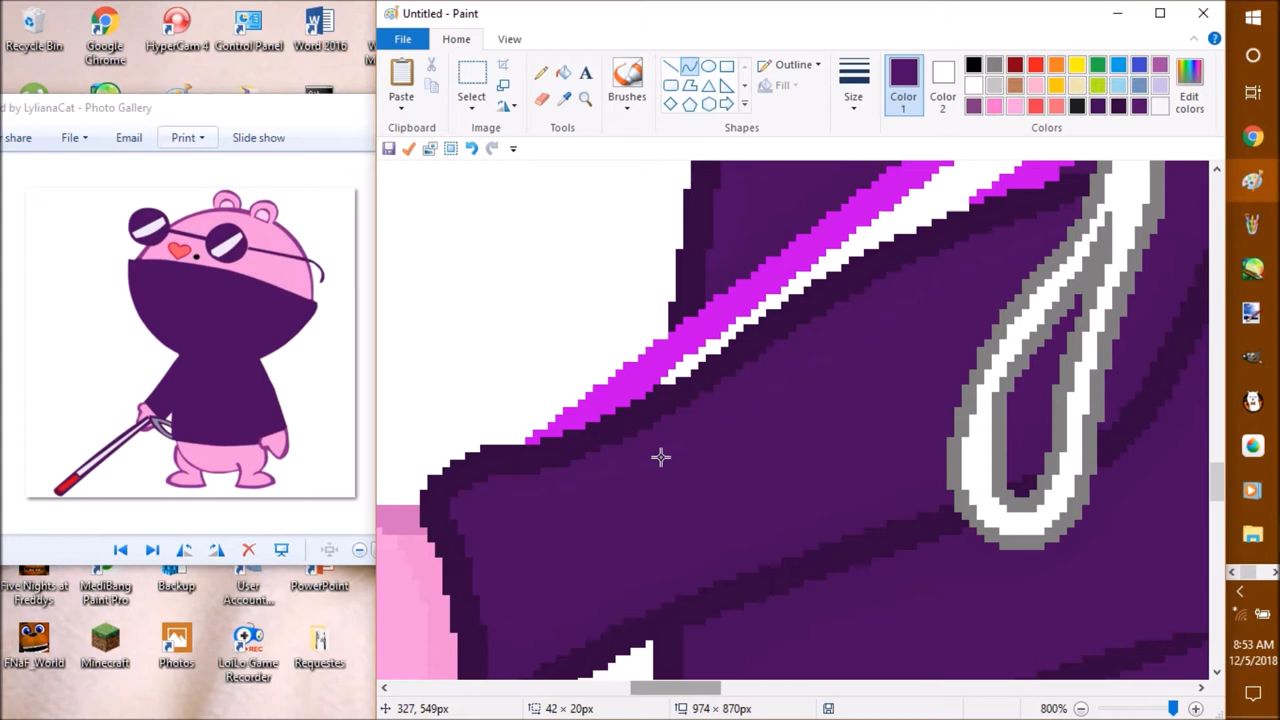 Recycle Bin
Google
Chrome
HyperCam 4
Control Panel
Word 2016
d by LylianaCat - Photo Gallery
share
File
Email
Print
Slide show
Five Nights at
Freddys
MediBang
Paint Pro
Backup
User
Account...
PowerPoint
FNaF_World
Minecraft
Photos
LoiLo Game
Recorder
Requestes
Untitled - Paint
File
Home
View
Paste
Clipboard
Select
Image
A
Tools
Brushes
Outline
Fill
Shapes
Size
Color
1
Color
2
Edit
colors
Colors
327, 549px
42 × 20px
974 × 870px
800%
8:53 AM
12/5/2018